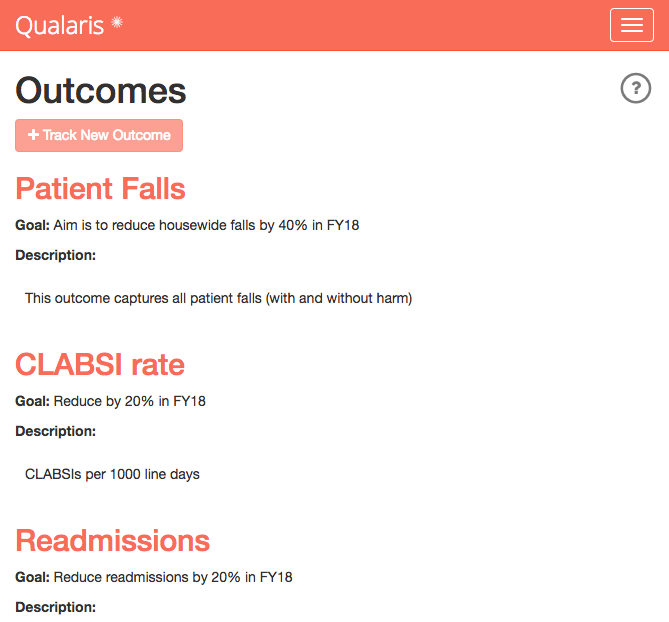 Qualaris
Outcomes
?
+ Track New Outcome
Patient Falls
Goal: Aim is to reduce housewide falls by 40% in FY18
Description:
This outcome captures all patient falls (with and without harm)
CLABSI rate
Goal: Reduce by 20% in FY18
Description:
CLABSIs per 1000 line days
Readmissions
Goal: Reduce readmissions by 20% in FY18
Description: